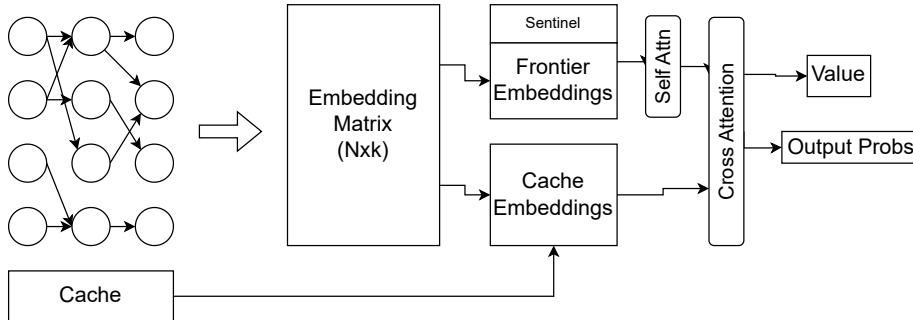 Sentinel
Frontier
Embeddings
Self Attn
Cross Attention
Value
Embedding
Matrix
(Nxk)
Output Probs
Cache
Embeddings
Cache